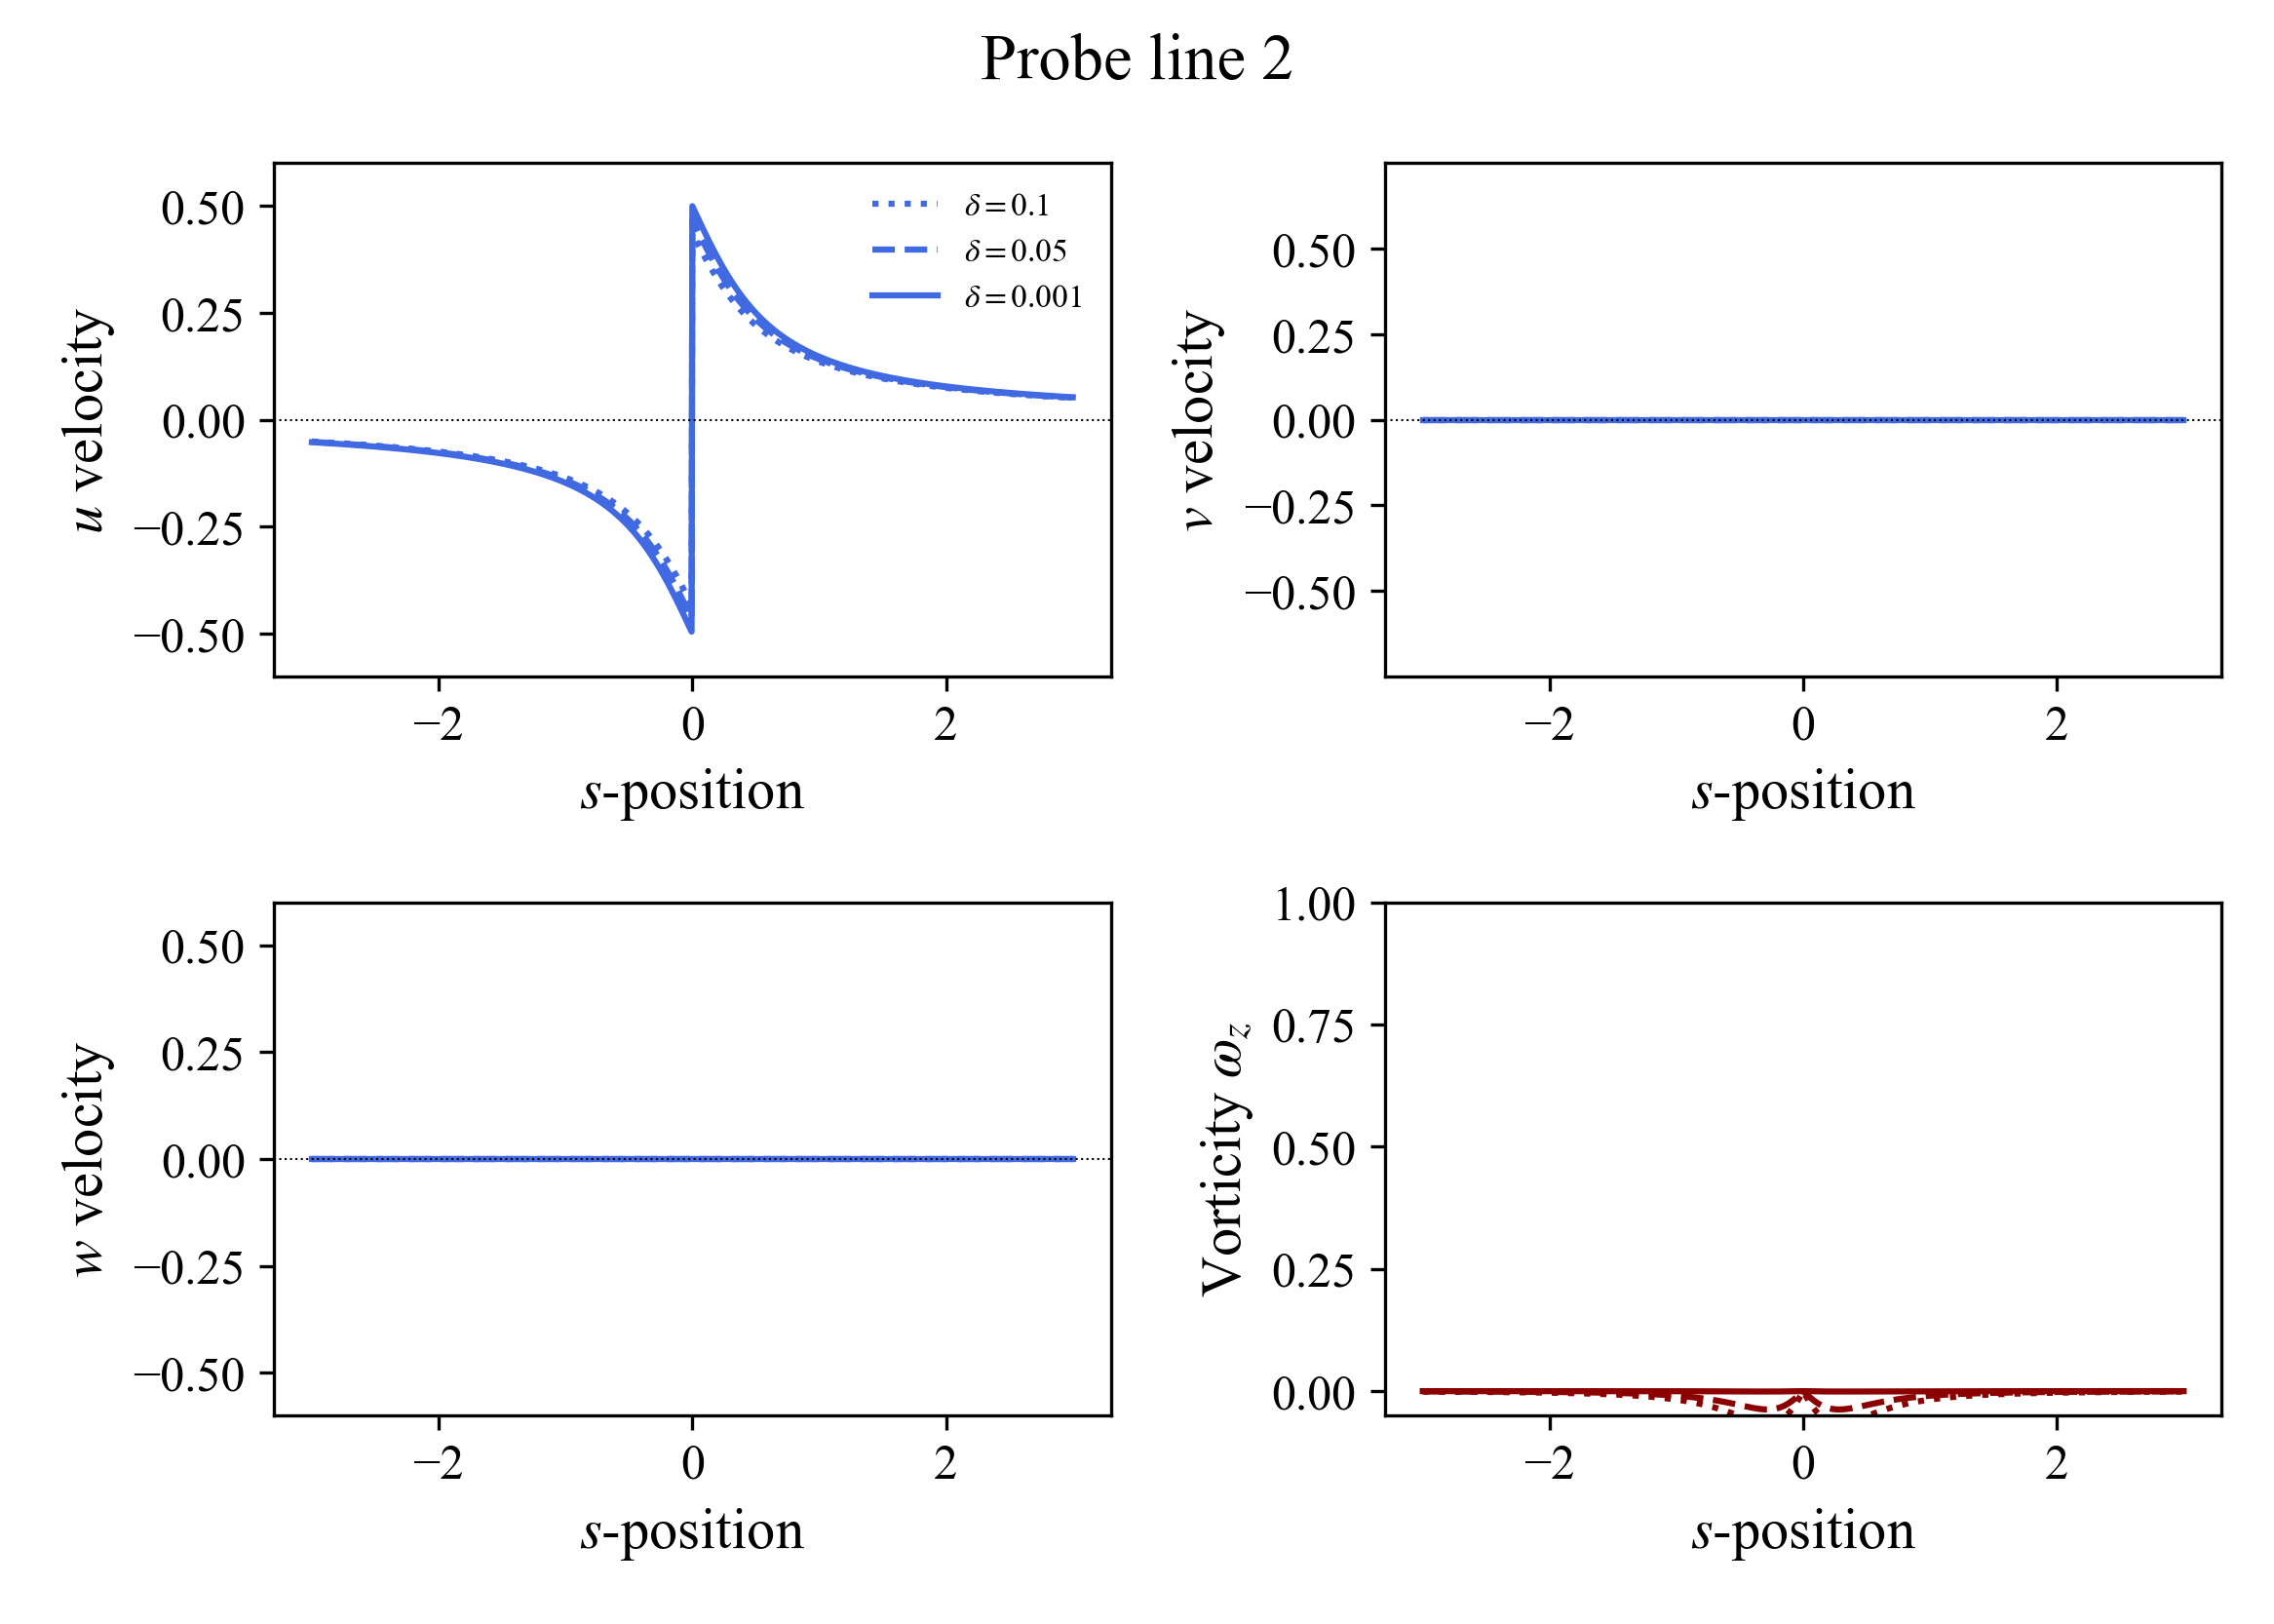 Probe line 2
u velocity
0.50
0.25
0.00
−0.25
−0.50
−2 0 2
s-position
δ = 0.1
δ = 0.05
δ = 0.001
v velocity
0.50
0.25
0.00
−0.25
−0.50
−2 0 2
s-position
w velocity
0.50
0.25
0.00
−0.25
−0.50
−2 0 2
s-position
Vorticity ω_z
1.00
0.75
0.50
0.25
0.00
−2 0 2
s-position